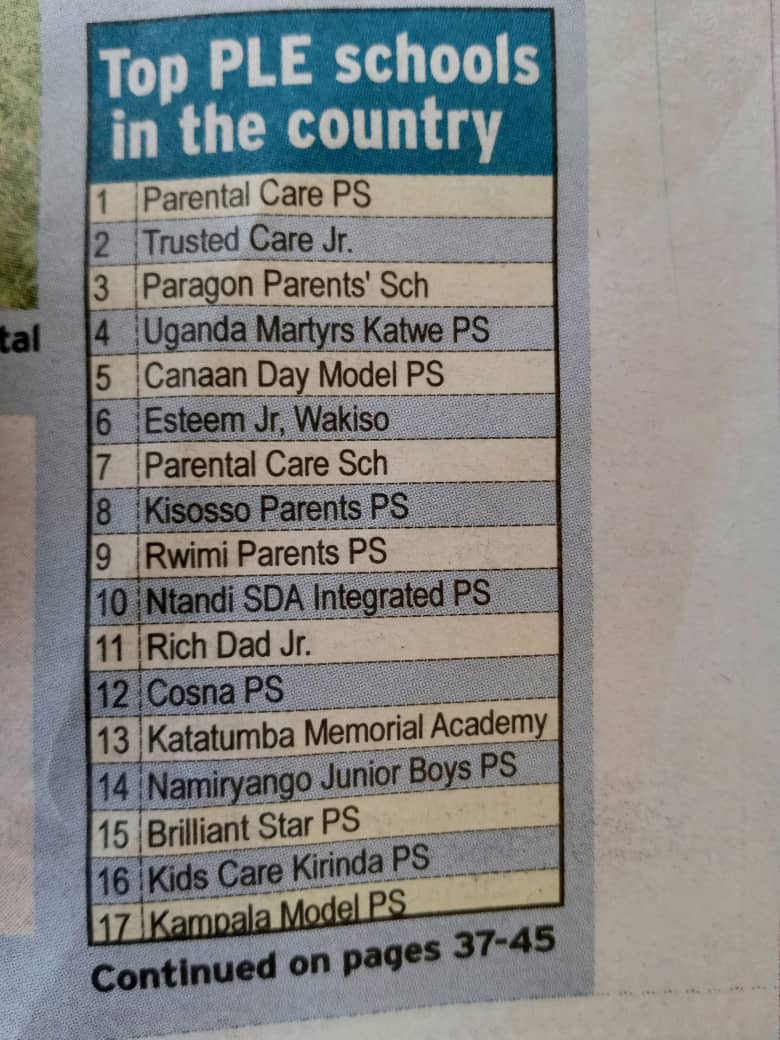 Top PLE schools
in the country
1 Parental Care PS
2 Trusted Care Jr.
3 Paragon Parents' Sch
4 Uganda Martyrs Katwe PS
5 Canaan Day Model PS
6 Esteem Jr, Wakiso
7 Parental Care Sch
8 Kisosso Parents PS
9 Rwimi Parents PS
10 Ntandi SDA Integrated PS
11 Rich Dad Jr.
12 Cosna PS
13 Katatumba Memorial Academy
14 Namiryango Junior Boys PS
15 Brilliant Star PS
16 Kids Care Kirinda PS
17 Kampala Model PS
Continued on pages 37-45
tal